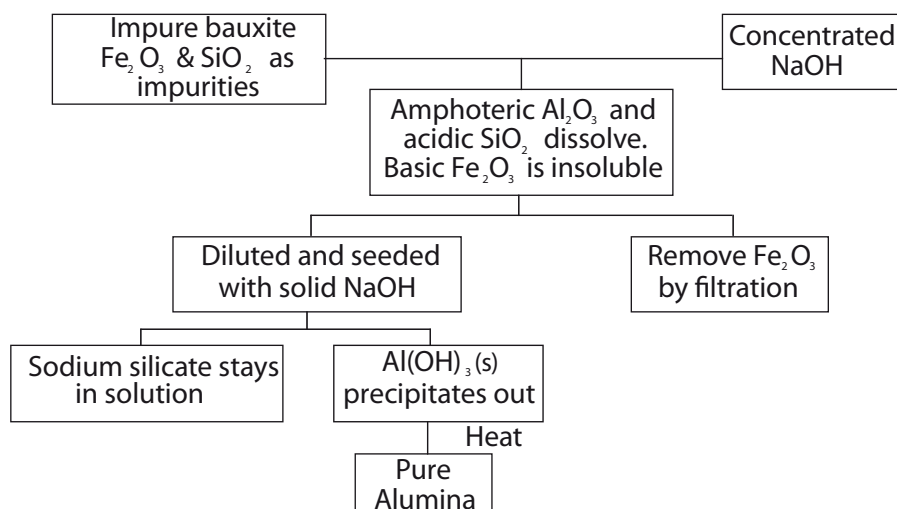 Impure bauxite
Fe₂O₃ & SiO₂ as
impurities
Concentrated
NaOH
Amphoteric Al₂O₃ and
acidic SiO₂ dissolve.
Basic Fe₂O₃ is insoluble
Diluted and seeded
with solid NaOH
Remove Fe₂O₃
by filtration
Sodium silicate stays
in solution
Al(OH)₃(s)
precipitates out
Heat
Pure
Alumina